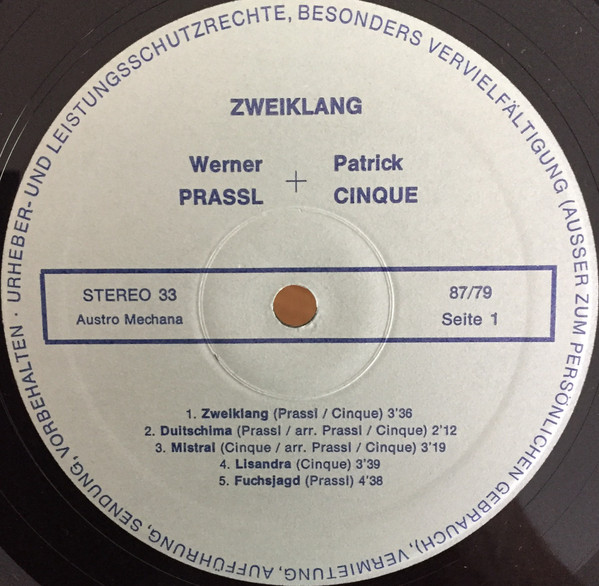 ZWEIKLANG
Werner + Patrick
PRASSL CINQUE
STEREO 33 87/79
Austro Mechana Seite 1
1. Zweiklang (Prassl / Cinque) 3'36
2. Duitschima (Prassl / arr. Prassl / Cinque) 2'12
3. Mistral (Cinque / arr. Prassl / Cinque) 3'19
4. Lisandra (Cinque) 3'39
5. Fuchsjagd (Prassl) 4'38
· URHEBER- UND LEISTUNGSSCHUTZRECHTE, BESONDERS VERVIELFÄLTIGUNG (AUSSER ZUM PERSÖNLICHEN GEBRAUCH), VERMIETUNG, AUFFÜHRUNG, SENDUNG, VORBEHALTEN